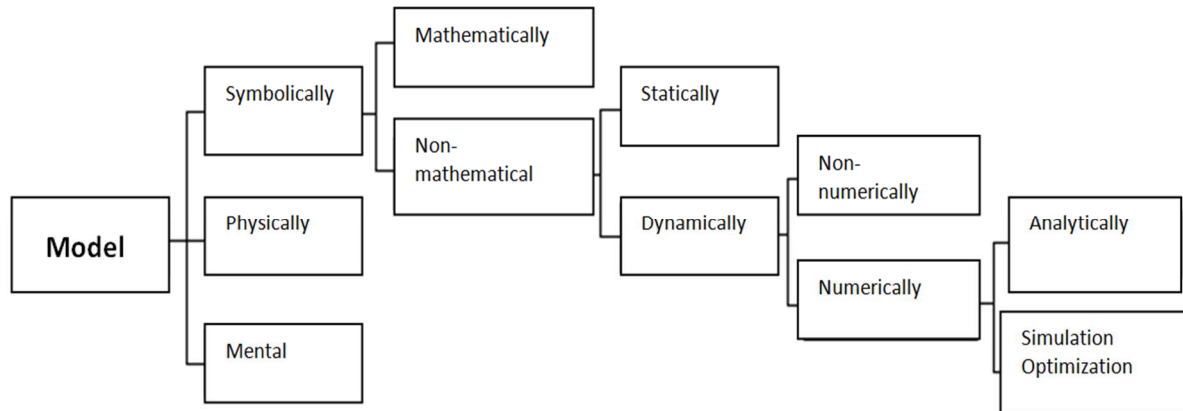 Mathematically
Symbolically
Statically
Non-
mathematical
Non-
numerically
Model
Physically
Dynamically
Analytically
Numerically
Mental
Simulation
Optimization